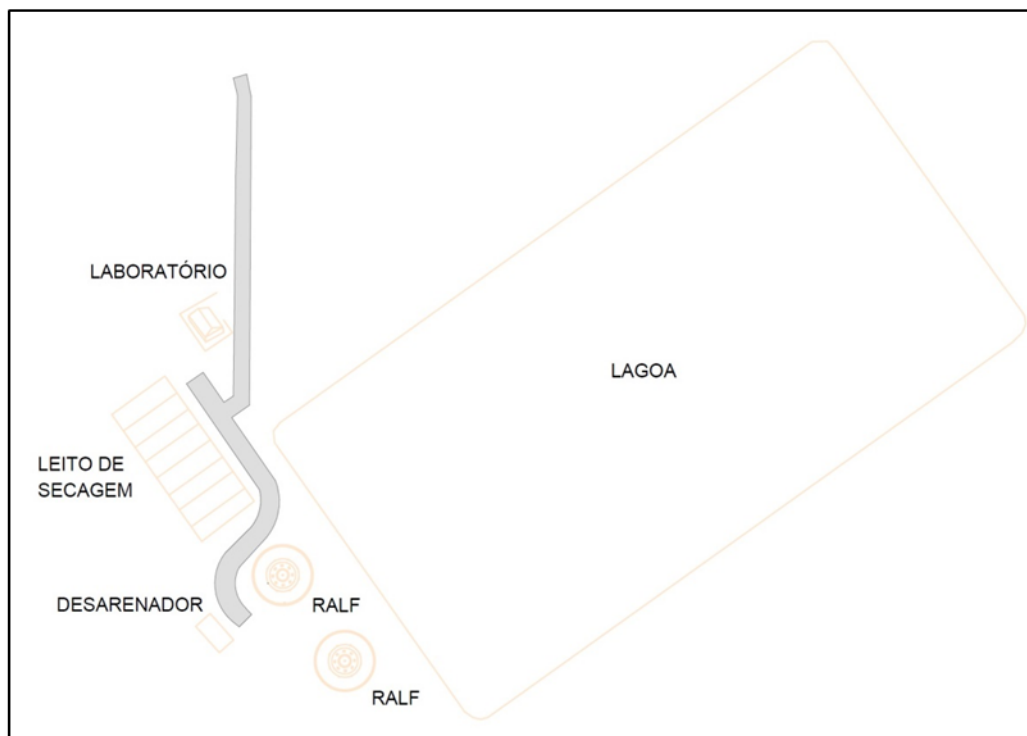 LABORATÓRIO
LAGOA
LEITO DE
SECAGEM
DESARENADOR
RALF
RALF